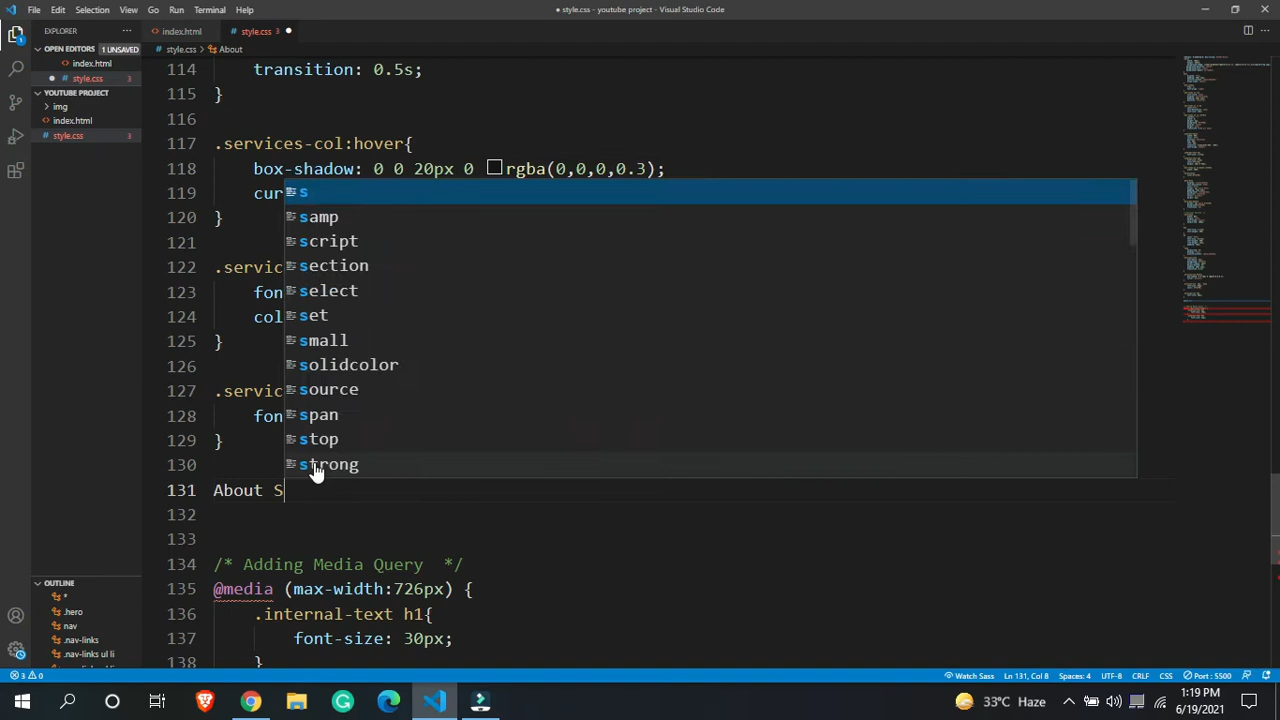 File Edit Selection View Go Run Terminal Help
● style.css - youtube project - Visual Studio Code
EXPLORER ···
index.html
style.css 3 ●
OPEN EDITORS 1 UNSAVED
index.html
● style.css 3
YOUTUBE PROJECT
> img
index.html
style.css 3
style.css > About
114 transition: 0.5s;
115 }
116
117 .services-col:hover{
118 box-shadow: 0 0 20px 0 rgba(0,0,0,0.3);
119 cur
120 }
121
122 .servic
123 fon
124 col
125 }
126
127 .servic
128 fon
129 }
130
131 About S
132
133
134 /* Adding Media Query */
135 @media (max-width:726px) {
136 .internal-text h1{
137 font-size: 30px;
138 }
s
samp
script
section
select
set
small
solidcolor
source
span
stop
strong
OUTLINE
*
.hero
nav
.nav-links
.nav-links ul li
3 0
Watch Sass Ln 131, Col 8 Spaces: 4 UTF-8 CRLF CSS Port : 5500
33°C Haze
1:19 PM
6/19/2021